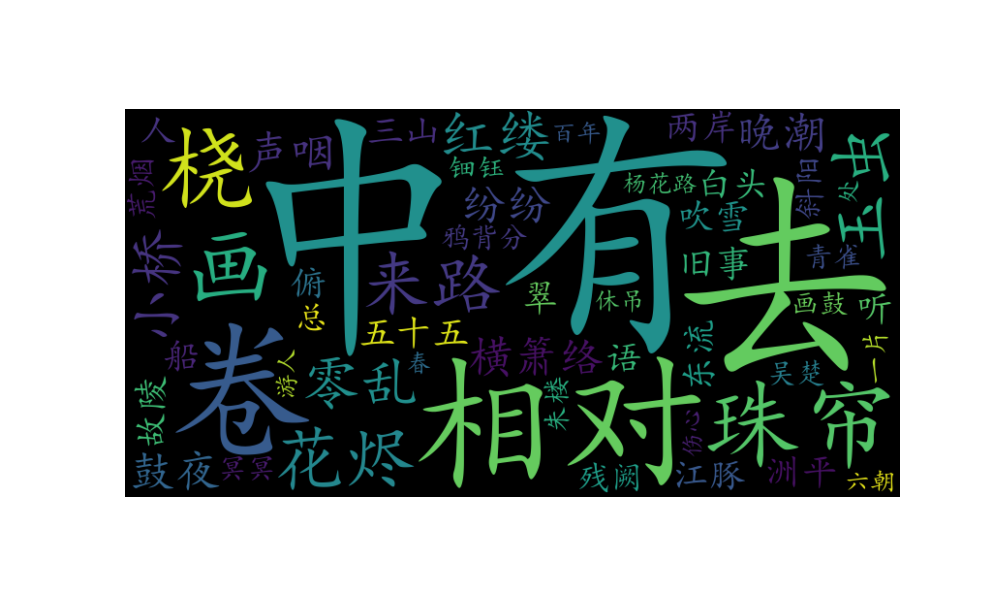 人
桡
声咽
三山
红缕
百年
两岸
晚潮
玉虫
荒烟
钿钰
杨花路
白头
斜阳
处
中
有
去
纷纷
吹雪
鸦背分
小桥
画
来路
旧事
青雀
俯
翠
休吊
画鼓
听
总
五十五
船
卷
游人
零乱
春
横箫络
语
东流
吴楚
一片
故陵
相对
朱楼
珠帘
鼓夜
冥冥
花烬
残阙
伤心
江豚
洲平
六朝